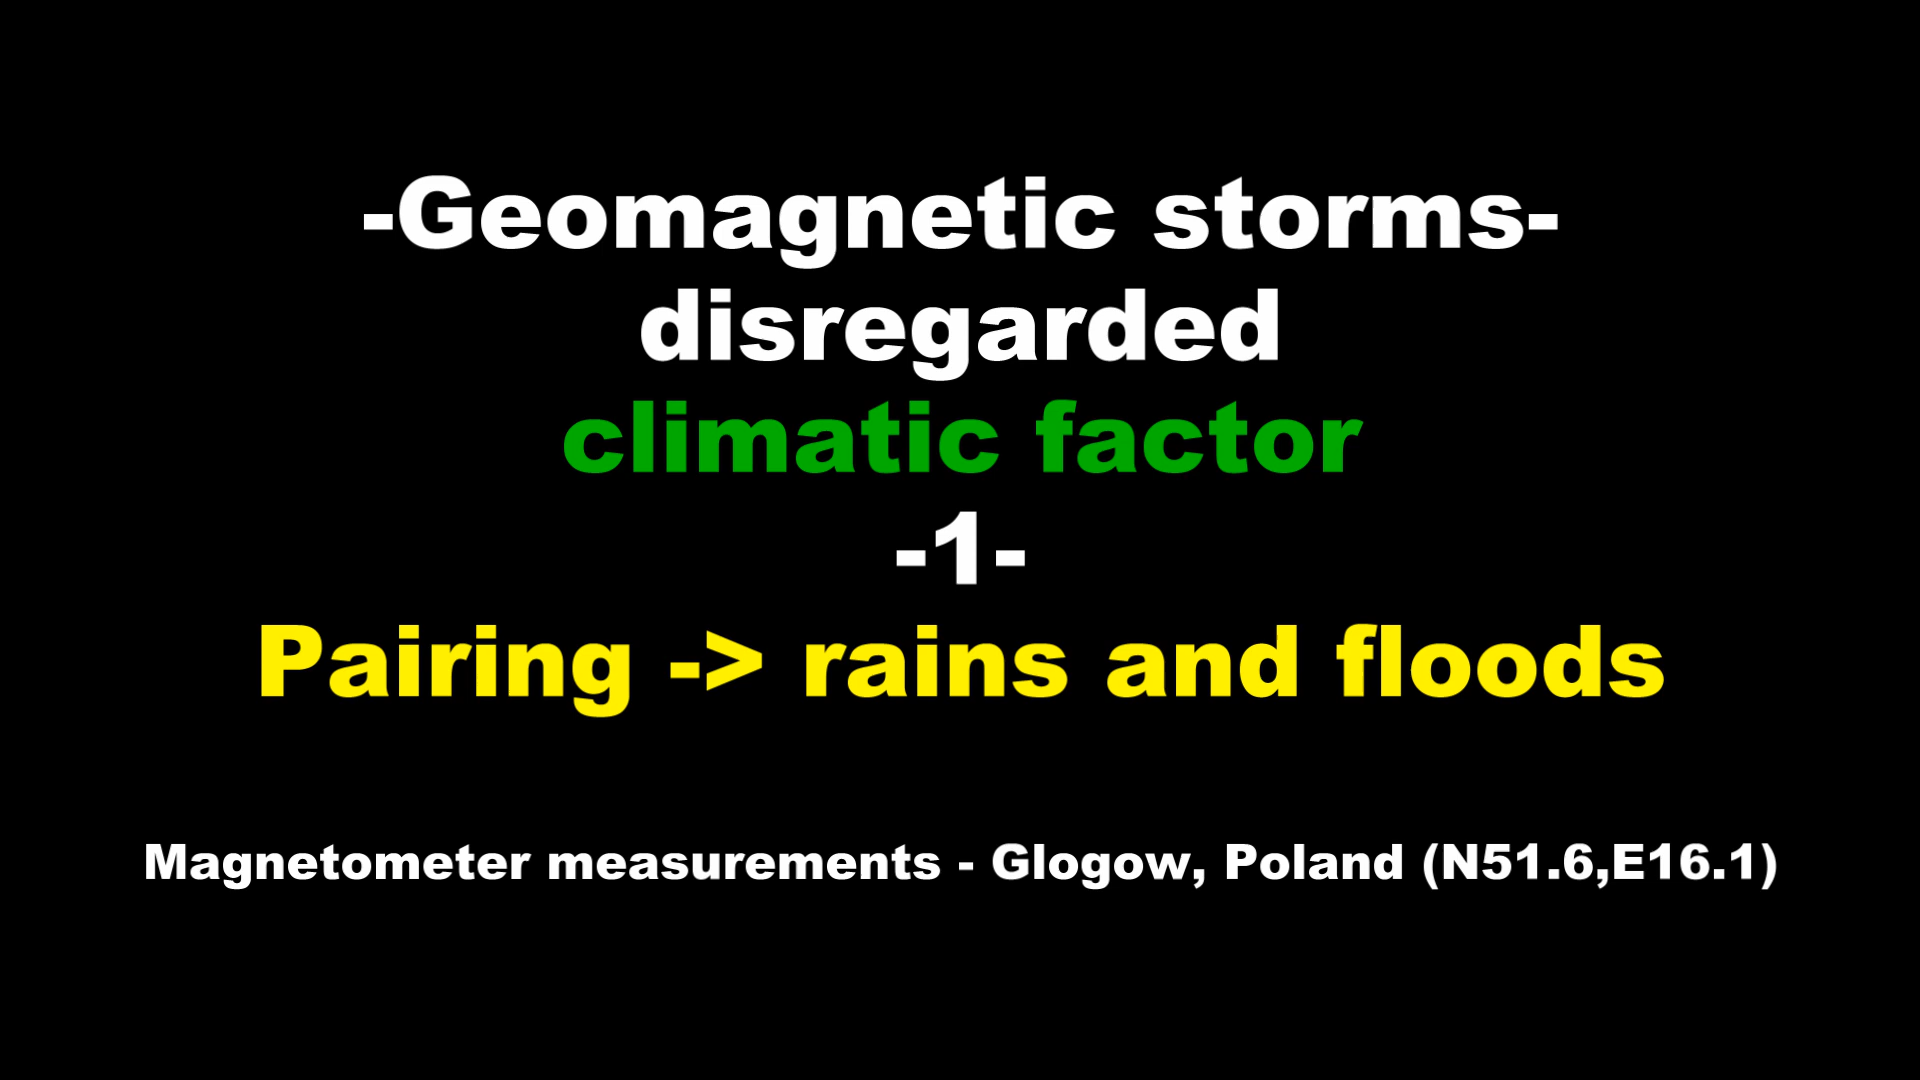 -Geomagnetic storms-
disregarded
climatic factor
-1-
Pairing -> rains and floods
Magnetometer measurements - Glogow, Poland (N51.6,E16.1)